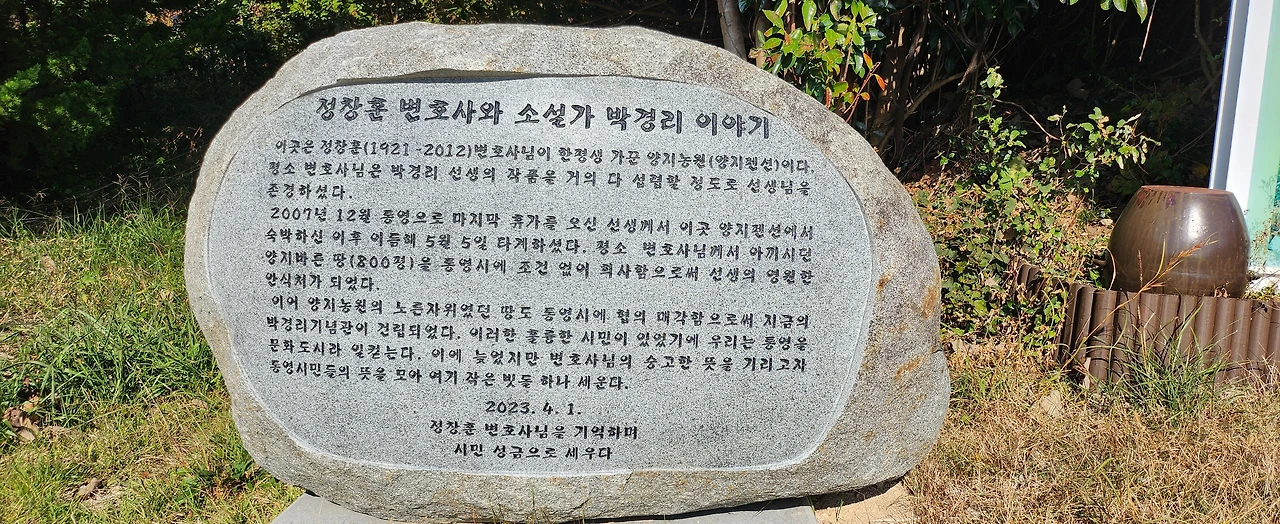 정창훈 변호사와 소설가 박경리 이야기
이곳은 정창훈(1921 -2012)변호사님이 한평생 가꾼 양지농원(양지펜션)이다.
평소 변호사님은 박경리 선생의 작품을 거의 다 섭렵할 정도로 선생님을
존경하셨다.
2007년 12월 통영으로 마지막 휴가를 오신 선생께서 이곳 양지펜션에서
숙박하신 이후 이듬해 5월 5일 타계하셨다. 평소 변호사님께서 아끼시던
양지바른 땅(800평)을 통영시에 조건 없이 희사함으로써 선생의 영원한
안식처가 되었다.
이어 양지농원의 노른자위였던 땅도 통영시에 협의 매각함으로써 지금의
박경리기념관이 건립되었다. 이러한 훌륭한 시민이 있었기에 우리는 통영을
문화도시라 일컫는다. 이에 늦었지만 변호사님의 숭고한 뜻을 기리고자
통영시민들의 뜻을 모아 여기 작은 빗돌 하나 세운다.
2023. 4. 1.
정창훈 변호사님을 기억하며
시민 성금으로 세우다